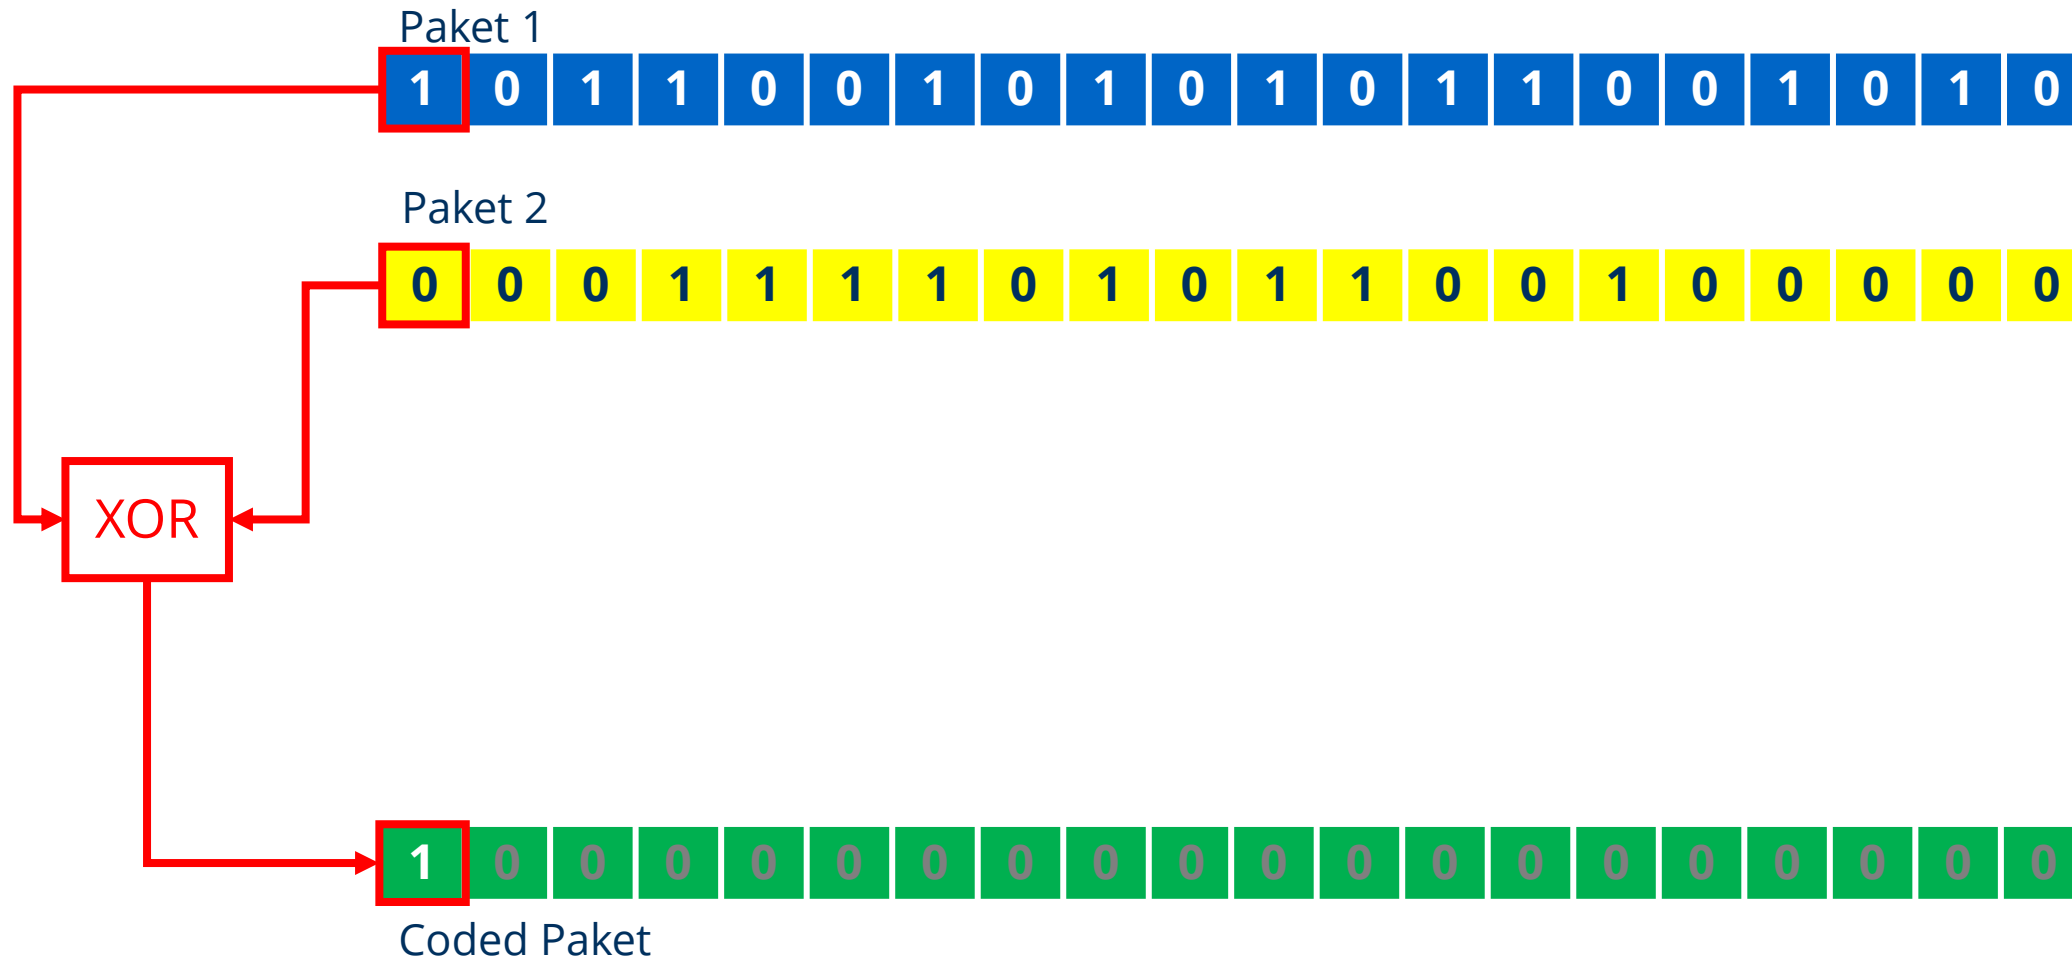 Paket 1
1 0 1 1 0 0 1 0 1 0 1 0 1 1 0 0 1 0 1 0
Paket 2
0 0 0 1 1 1 1 0 1 0 1 1 0 0 1 0 0 0 0 0
XOR
1 0 0 0 0 0 0 0 0 0 0 0 0 0 0 0 0 0 0 0
Coded Paket